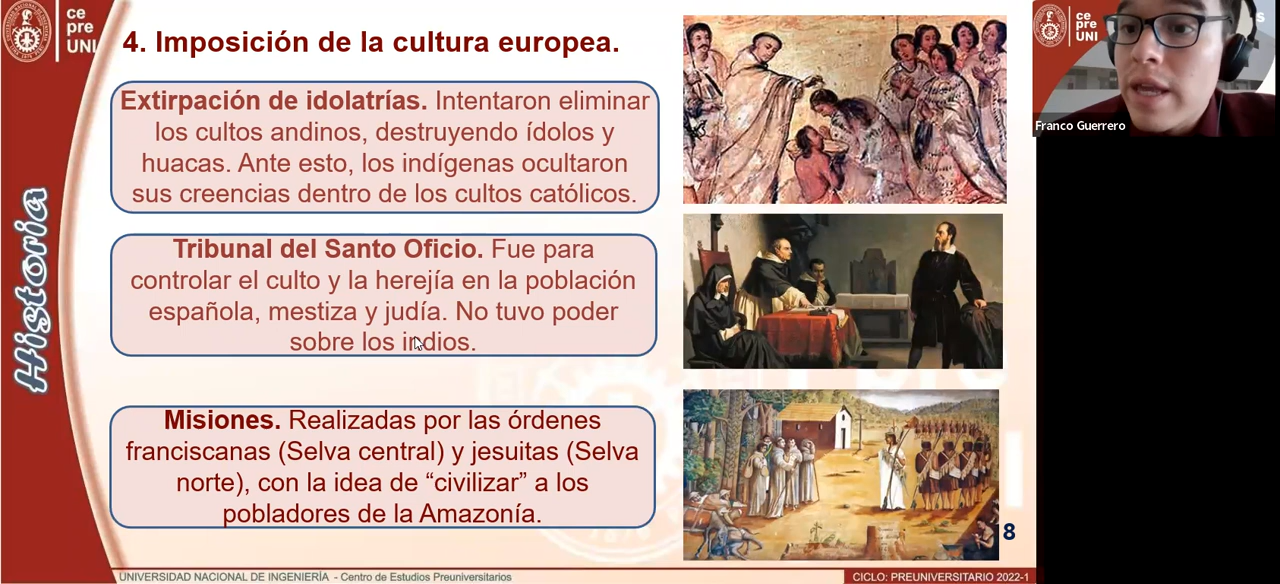 ce
pre
UNI
4. Imposición de la cultura europea.
Extirpación de idolatrías. Intentaron eliminar
los cultos andinos, destruyendo ídolos y
huacas. Ante esto, los indígenas ocultaron
sus creencias dentro de los cultos católicos.
Tribunal del Santo Oficio. Fue para
controlar el culto y la herejía en la población
española, mestiza y judía. No tuvo poder
sobre los indios.
Misiones. Realizadas por las órdenes
franciscanas (Selva central) y jesuitas (Selva
norte), con la idea de “civilizar” a los
pobladores de la Amazonía.
Historia
8
UNIVERSIDAD NACIONAL DE INGENIERÍA - Centro de Estudios Preuniversitarios
CICLO: PREUNIVERSITARIO 2022-1
ce
pre
UNI
S
Franco Guerrero